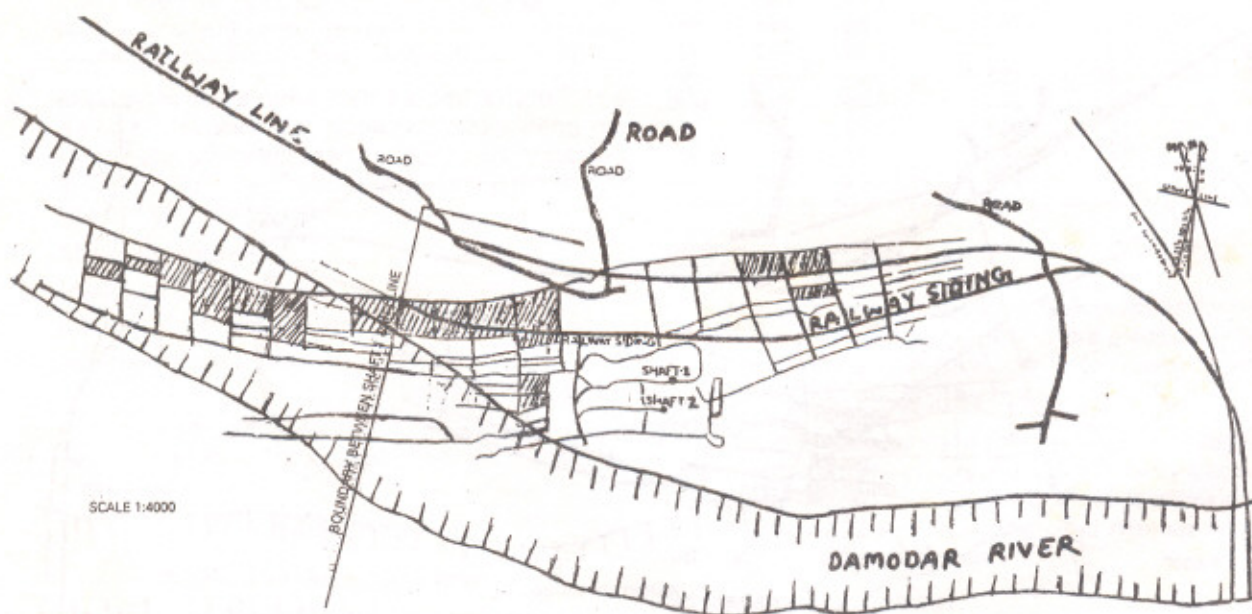 RAILWAY LINE
ROAD
ROAD
ROAD
ROAD
RAILWAY SIDING
RAILWAY SIDING
SHAFT-1
SHAFT 2
LINE
BOUNDARY BETWEEN SHAFT
SCALE 1:4000
DAMODAR RIVER